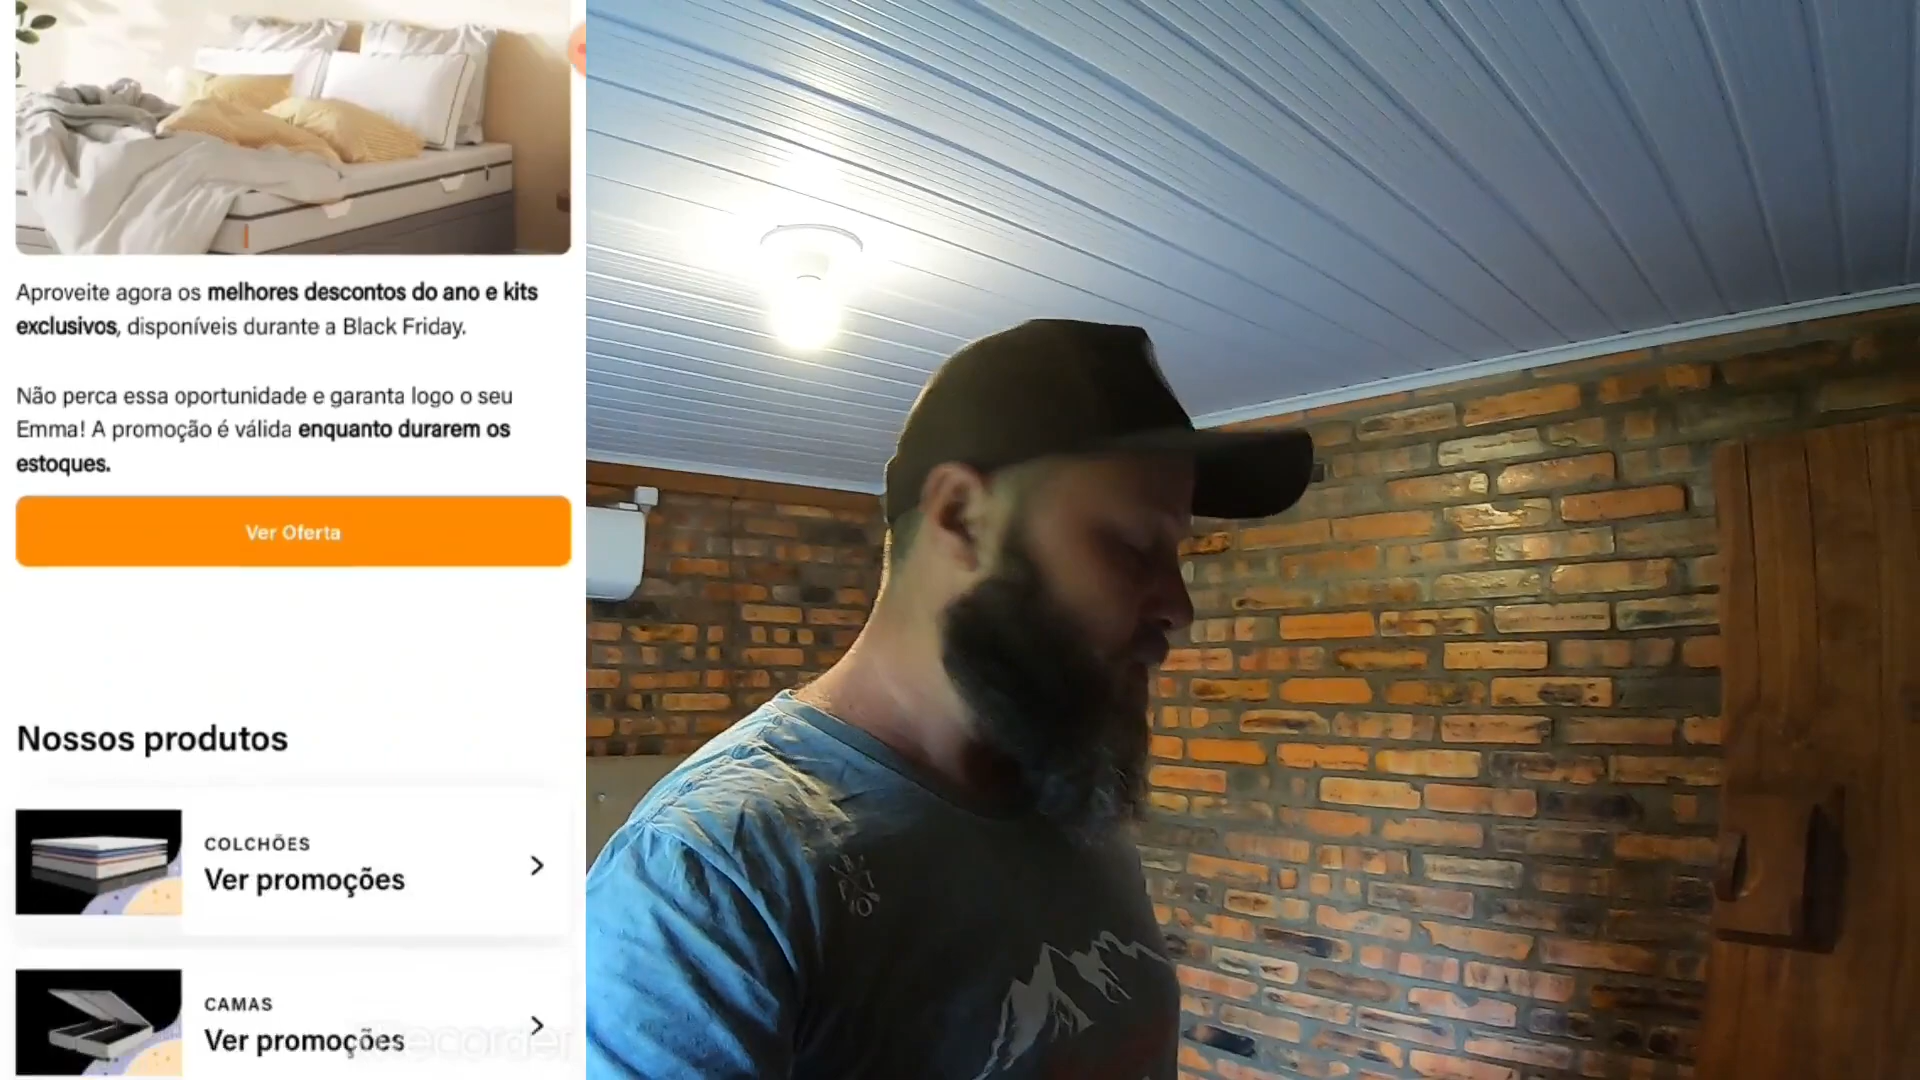 Aproveite agora os melhores descontos do ano e kits
exclusivos, disponíveis durante a Black Friday.
Não perca essa oportunidade e garanta logo o seu
Emma! A promoção é válida enquanto durarem os
estoques.
Ver Oferta
Nossos produtos
COLCHÕES
Ver promoções
CAMAS
Ver promoções